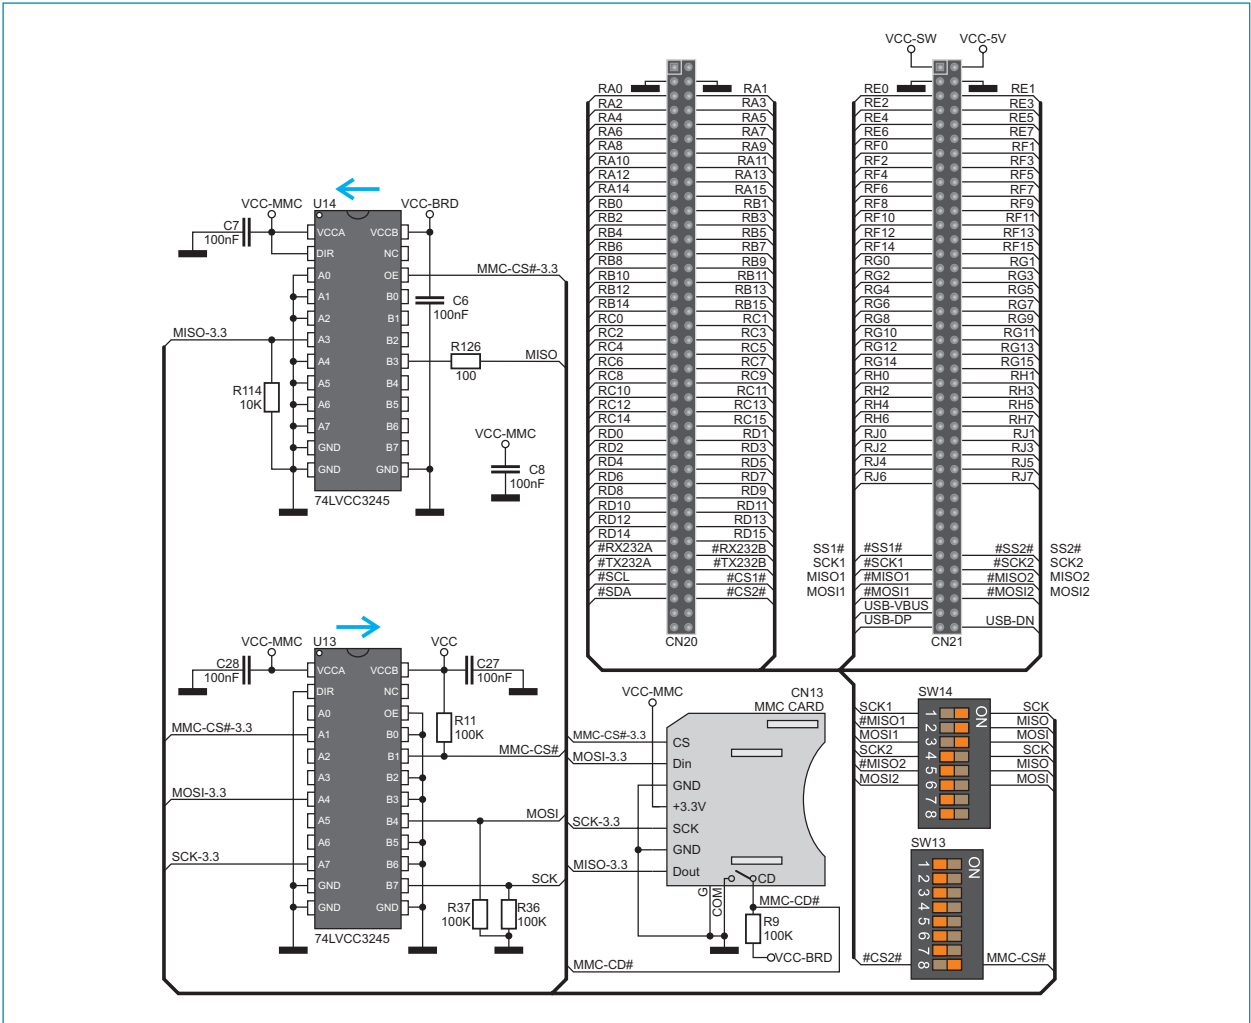 VCC-SW VCC-5V
RA0 RA1
RA2 RA3
RA4 RA5
RA6 RA7
RA8 RA9
RA10 RA11
RA12 RA13
RA14 RA15
RB0 RB1
RB2 RB3
RB4 RB5
RB6 RB7
RB8 RB9
RB10 RB11
RB12 RB13
RB14 RB15
RC0 RC1
RC2 RC3
RC4 RC5
RC6 RC7
RC8 RC9
RC10 RC11
RC12 RC13
RC14 RC15
RD0 RD1
RD2 RD3
RD4 RD5
RD6 RD7
RD8 RD9
RD10 RD11
RD12 RD13
RD14 RD15
#RX232A #RX232B
#TX232A #TX232B
#SCL #CS1#
#SDA #CS2#
CN20
RE0 RE1
RE2 RE3
RE4 RE5
RE6 RE7
RF0 RF1
RF2 RF3
RF4 RF5
RF6 RF7
RF8 RF9
RF10 RF11
RF12 RF13
RF14 RF15
RG0 RG1
RG2 RG3
RG4 RG5
RG6 RG7
RG8 RG9
RG10 RG11
RG12 RG13
RG14 RG15
RH0 RH1
RH2 RH3
RH4 RH5
RH6 RH7
RJ0 RJ1
RJ2 RJ3
RJ4 RJ5
RJ6 RJ7
SS1# #SS1# #SS2# SS2#
SCK1 #SCK1 #SCK2 SCK2
MISO1 #MISO1 #MISO2 MISO2
MOSI1 #MOSI1 #MOSI2 MOSI2
USB-VBUS
USB-DP USB-DN
CN21
VCC-MMC U14 VCC-BRD
C7
100nF
VCCA VCCB
DIR NC
A0 OE MMC-CS#-3.3
A1 B0
C6
100nF
A2 B1
MISO-3.3
A3 B2
R126
100
A4 B3 MISO
R114
10K
A5 B4
A6 B5
A7 B6
GND B7
GND GND
74LVCC3245
VCC-MMC
C8
100nF
VCC-MMC U13 VCC
C28
100nF
C27
100nF
VCCA VCCB
DIR NC
A0 OE
R11
100K
MMC-CS#-3.3 A1 B0
A2 B1 MMC-CS#
A3 B2
MOSI-3.3 A4 B3
A5 B4 MOSI
A6 B5
SCK-3.3 A7 B6
GND B7 SCK
GND GND
R37
100K
R36
100K
74LVCC3245
VCC-MMC
CN13
MMC CARD
MMC-CS#-3.3 CS
MOSI-3.3 Din
GND
+3.3V
SCK-3.3 SCK
GND
MISO-3.3 Dout
G COM CD
MMC-CD#
R9
100K
VCC-BRD
MMC-CD#
SW14
ON
SCK1 1 SCK
#MISO1 2 MISO
MOSI1 3 MOSI
SCK2 4 SCK
#MISO2 5 MISO
MOSI2 6 MOSI
7
8
SW13
ON
1
2
3
4
5
6
7
#CS2# 8 MMC-CS#